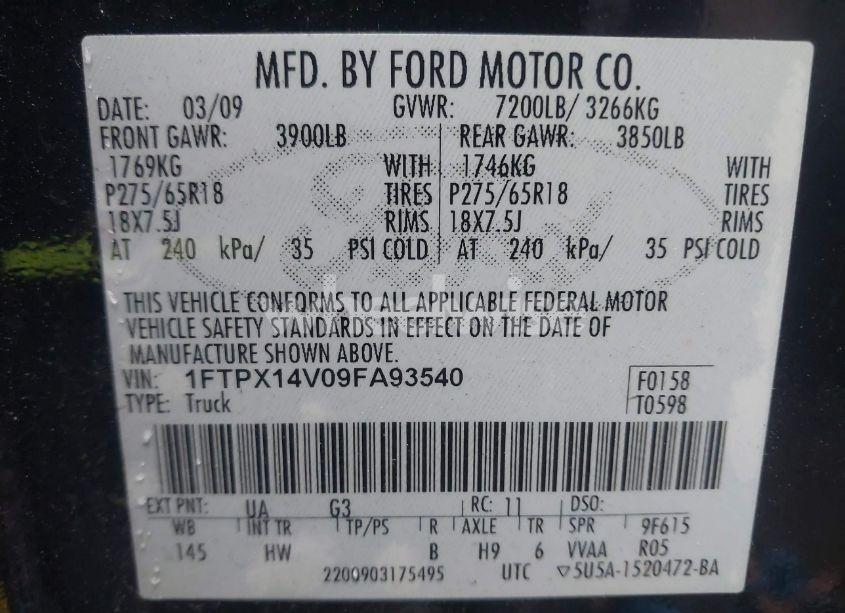 MFD. BY FORD MOTOR CO.
DATE: 03/09 GVWR: 7200LB/ 3266KG
FRONT GAWR: 3900LB REAR GAWR: 3850LB
1769KG WITH 1746KG WITH
P275/65R18 TIRES P275/65R18 TIRES
18X7.5J RIMS 18X7.5J RIMS
AT 240 kPa/ 35 PSI COLD AT 240 kPa/ 35 PSI COLD
THIS VEHICLE CONFORMS TO ALL APPLICABLE FEDERAL MOTOR
VEHICLE SAFETY STANDARDS IN EFFECT ON THE DATE OF
MANUFACTURE SHOWN ABOVE.
VIN: 1FTPX14V09FA93540 F0158
TYPE: Truck T0598
EXT PNT: UA G3 RC: 11 DSO:
WB INT TR TP/PS R AXLE TR SPR 9F615
145 HW B H9 6 VVAA R05
2200903175495 UTC ▽5U5A-1520472-BA